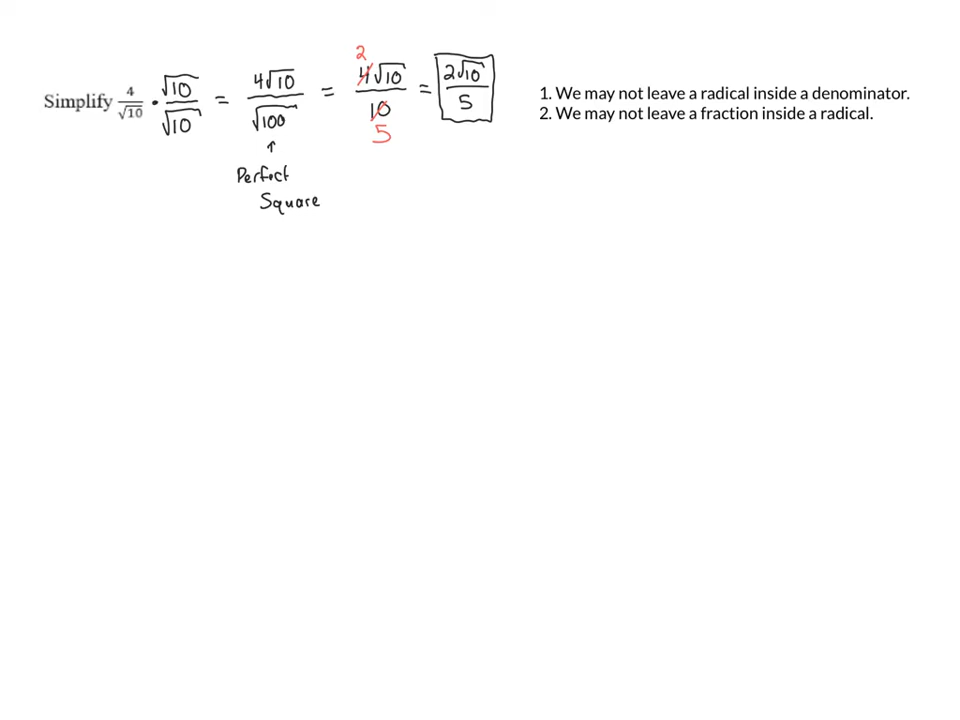 Simplify 4/√10 • √10/√10 = 4√10/√100 = 4√10/10 = 2√10/5
2
5
↑
Perfect
Square
1. We may not leave a radical inside a denominator.
2. We may not leave a fraction inside a radical.